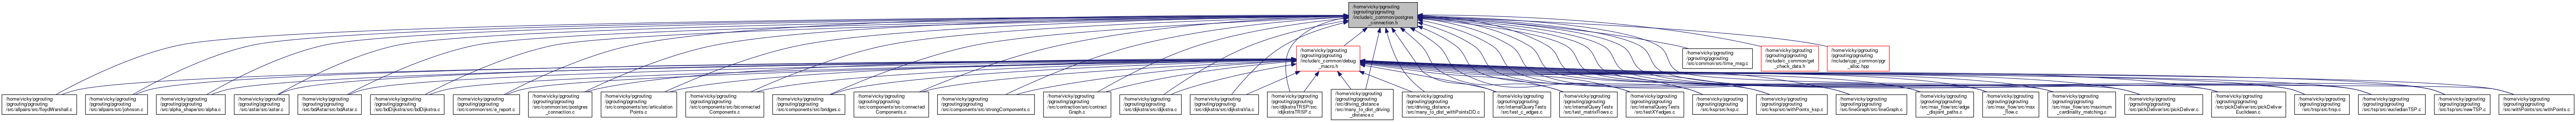 /home/vicky/pgrouting
/pgrouting/pgrouting
/include/c_common/postgres
_connection.h
/home/vicky/pgrouting
/pgrouting/pgrouting
/include/c_common/debug
_macros.h
/home/vicky/pgrouting
/pgrouting/pgrouting
/src/common/src/time_msg.c
/home/vicky/pgrouting
/pgrouting/pgrouting
/include/c_common/get
_check_data.h
/home/vicky/pgrouting
/pgrouting/pgrouting
/include/cpp_common/pgr
_alloc.hpp
/home/vicky/pgrouting
/pgrouting/pgrouting
/src/allpairs/src/floydWarshall.c
/home/vicky/pgrouting
/pgrouting/pgrouting
/src/allpairs/src/johnson.c
/home/vicky/pgrouting
/pgrouting/pgrouting
/src/alpha_shape/src/alpha.c
/home/vicky/pgrouting
/pgrouting/pgrouting
/src/astar/src/astar.c
/home/vicky/pgrouting
/pgrouting/pgrouting
/src/bdAstar/src/bdAstar.c
/home/vicky/pgrouting
/pgrouting/pgrouting
/src/bdDijkstra/src/bdDijkstra.c
/home/vicky/pgrouting
/pgrouting/pgrouting
/src/common/src/e_report.c
/home/vicky/pgrouting
/pgrouting/pgrouting
/src/common/src/postgres
_connection.c
/home/vicky/pgrouting
/pgrouting/pgrouting
/src/components/src/articulation
Points.c
/home/vicky/pgrouting
/pgrouting/pgrouting
/src/components/src/biconnected
Components.c
/home/vicky/pgrouting
/pgrouting/pgrouting
/src/components/src/bridges.c
/home/vicky/pgrouting
/pgrouting/pgrouting
/src/components/src/connected
Components.c
/home/vicky/pgrouting
/pgrouting/pgrouting
/src/components/src/strongComponents.c
/home/vicky/pgrouting
/pgrouting/pgrouting
/src/contraction/src/contract
Graph.c
/home/vicky/pgrouting
/pgrouting/pgrouting
/src/dijkstra/src/dijkstra.c
/home/vicky/pgrouting
/pgrouting/pgrouting
/src/dijkstra/src/dijkstraVia.c
/home/vicky/pgrouting
/pgrouting/pgrouting
/src/dijkstraTRSP/src
/dijkstraTRSP.c
/home/vicky/pgrouting
/pgrouting/pgrouting
/src/driving_distance
/src/many_to_dist_driving
_distance.c
/home/vicky/pgrouting
/pgrouting/pgrouting
/src/driving_distance
/src/many_to_dist_withPointsDD.c
/home/vicky/pgrouting
/pgrouting/pgrouting
/src/internalQueryTests
/src/test_c_edges.c
/home/vicky/pgrouting
/pgrouting/pgrouting
/src/internalQueryTests
/src/test_matrixRows.c
/home/vicky/pgrouting
/pgrouting/pgrouting
/src/internalQueryTests
/src/testXYedges.c
/home/vicky/pgrouting
/pgrouting/pgrouting
/src/ksp/src/ksp.c
/home/vicky/pgrouting
/pgrouting/pgrouting
/src/ksp/src/withPoints_ksp.c
/home/vicky/pgrouting
/pgrouting/pgrouting
/src/lineGraph/src/lineGraph.c
/home/vicky/pgrouting
/pgrouting/pgrouting
/src/max_flow/src/edge
_disjoint_paths.c
/home/vicky/pgrouting
/pgrouting/pgrouting
/src/max_flow/src/max
_flow.c
/home/vicky/pgrouting
/pgrouting/pgrouting
/src/max_flow/src/maximum
_cardinality_matching.c
/home/vicky/pgrouting
/pgrouting/pgrouting
/src/pickDeliver/src/pickDeliver.c
/home/vicky/pgrouting
/pgrouting/pgrouting
/src/pickDeliver/src/pickDeliver
Euclidean.c
/home/vicky/pgrouting
/pgrouting/pgrouting
/src/trsp/src/trsp.c
/home/vicky/pgrouting
/pgrouting/pgrouting
/src/tsp/src/euclideanTSP.c
/home/vicky/pgrouting
/pgrouting/pgrouting
/src/tsp/src/newTSP.c
/home/vicky/pgrouting
/pgrouting/pgrouting
/src/withPoints/src/withPoints.c